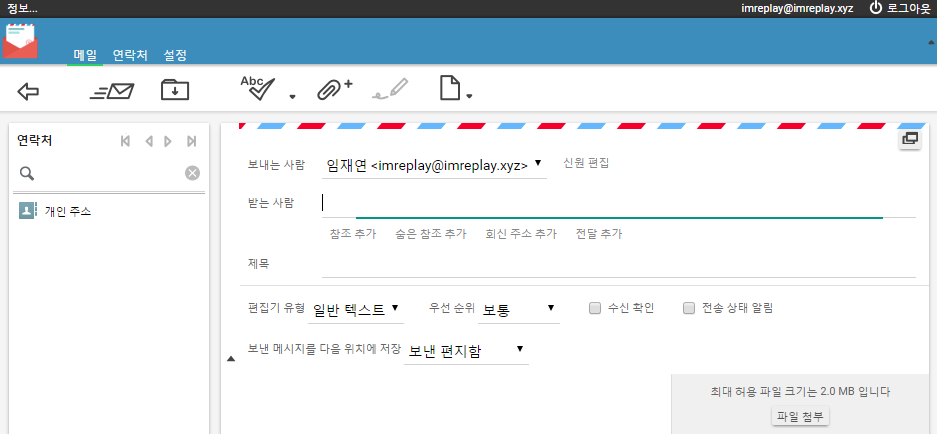 정보...
imreplay@imreplay.xyz 로그아웃
메일 연락처 설정
Abc
연락처
개인 주소
보내는 사람 임재연 <imreplay@imreplay.xyz> 신원 편집
받는 사람
참조 추가 숨은 참조 추가 회신 주소 추가 전달 추가
제목
편집기 유형 일반 텍스트 우선 순위 보통 수신 확인 전송 상태 알림
보낸 메시지를 다음 위치에 저장 보낸 편지함
최대 허용 파일 크기는 2.0 MB 입니다
파일 첨부